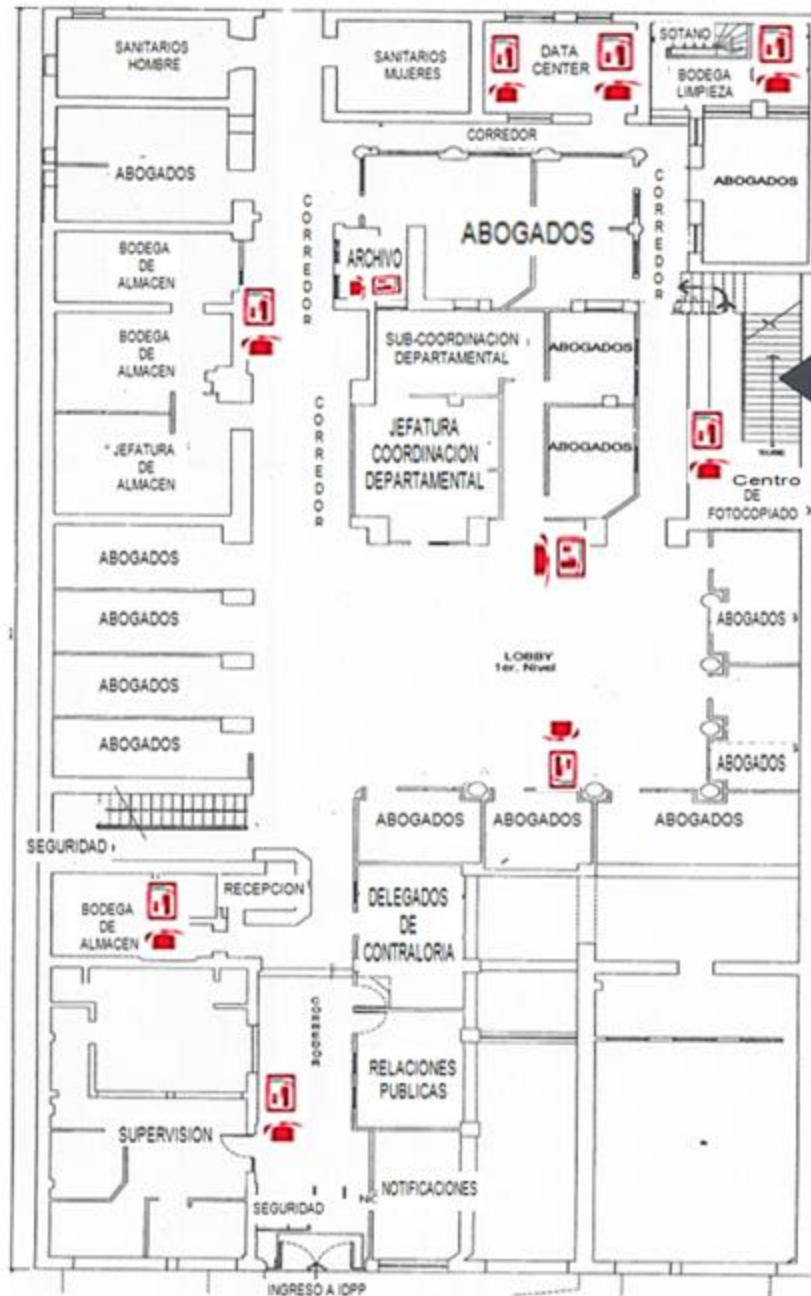 SANITARIOS
HOMBRE
SANITARIOS
MUJERES
DATA
CENTER
SOTANO
BODEGA
LIMPIEZA
CORREDOR
ABOGADOS
CORREDOR
ABOGADOS
CORREDOR
ABOGADOS
BODEGA
DE
ALMACEN
ARCHIVO
BODEGA
DE
ALMACEN
SUB-COORDINACION
DEPARTAMENTAL
ABOGADOS
CORREDOR
JEFATURA
COORDINACION
DEPARTAMENTAL
ABOGADOS
JEFATURA
DE
ALMACEN
SUBE
Centro
DE
FOTOCOPIADO
ABOGADOS
ABOGADOS
ABOGADOS
ABOGADOS
ABOGADOS
LOBBY
1er. Nivel
ABOGADOS
ABOGADOS
ABOGADOS
ABOGADOS
SEGURIDAD
RECEPCION
BODEGA
DE
ALMACEN
DELEGADOS
DE
CONTRALORIA
CORREDOR
RELACIONES
PUBLICAS
SUPERVISION
NOTIFICACIONES
SEGURIDAD
INGRESO A IDPP